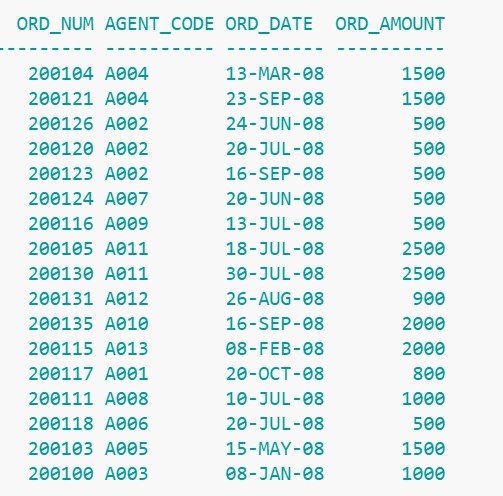 ORD_NUM AGENT_CODE ORD_DATE  ORD_AMOUNT
--------- ---------- --------- ----------
200104 A004       13-MAR-08       1500
200121 A004       23-SEP-08       1500
200126 A002       24-JUN-08        500
200120 A002       20-JUL-08        500
200123 A002       16-SEP-08        500
200124 A007       20-JUN-08        500
200116 A009       13-JUL-08        500
200105 A011       18-JUL-08       2500
200130 A011       30-JUL-08       2500
200131 A012       26-AUG-08        900
200135 A010       16-SEP-08       2000
200115 A013       08-FEB-08       2000
200117 A001       20-OCT-08        800
200111 A008       10-JUL-08       1000
200118 A006       20-JUL-08        500
200103 A005       15-MAY-08       1500
200100 A003       08-JAN-08       1000